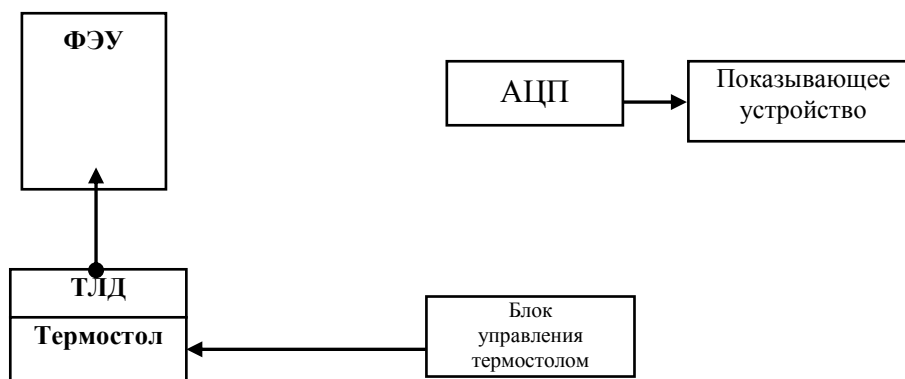 ФЭУ
АЦП
Показывающее
устройство
ТЛД
Термостол
Блок
управления
термостолом